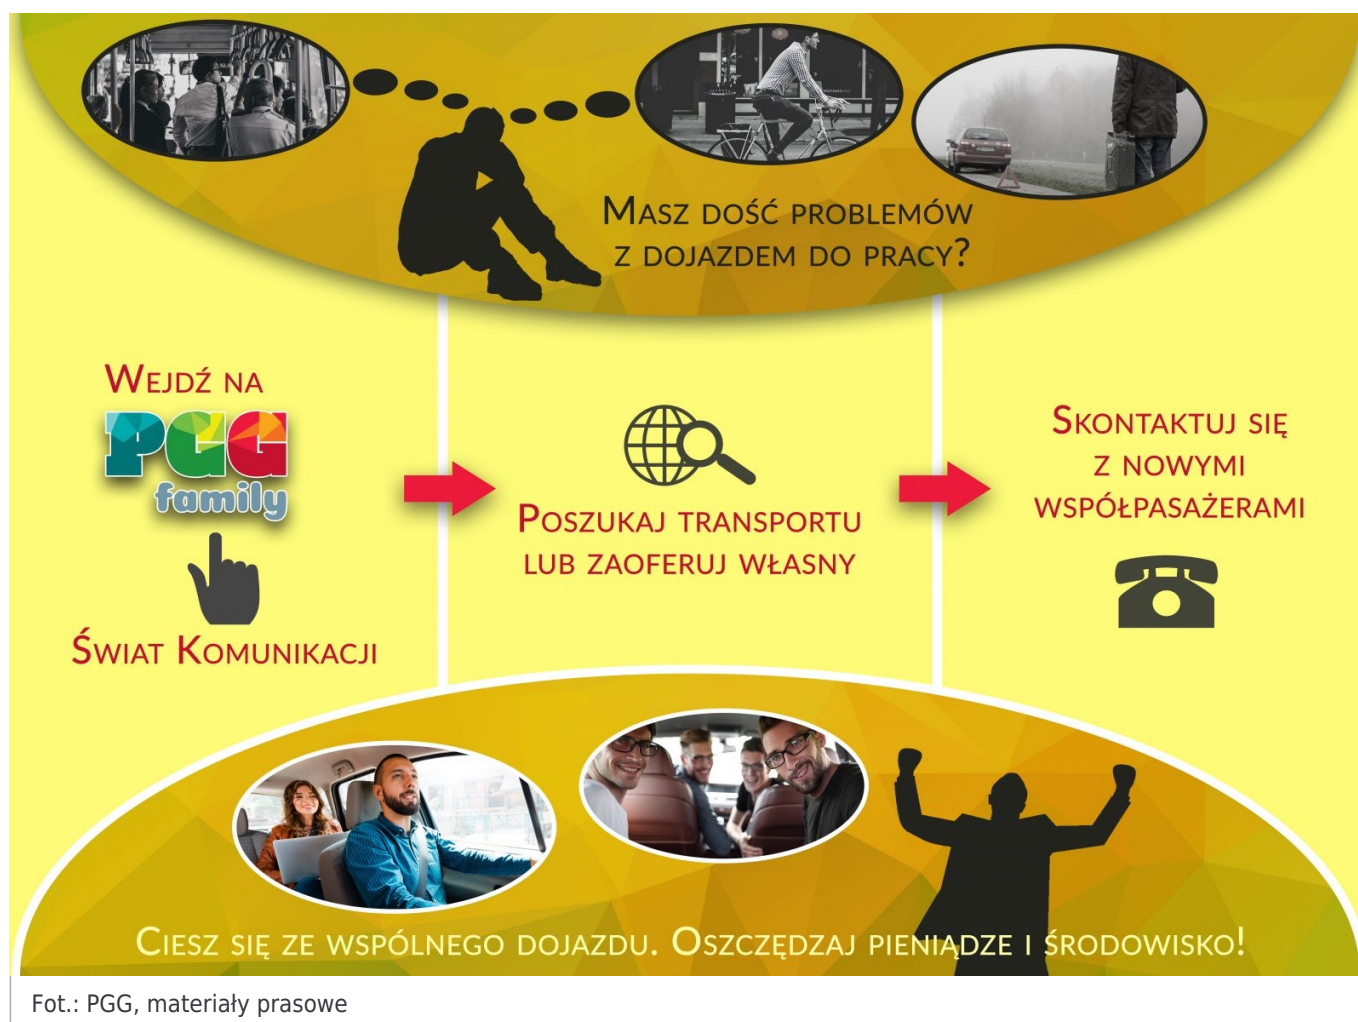 Masz dość problemów
z dojazdem do pracy?
Wejdź na
PGG
family
Świat Komunikacji
Poszukaj transportu
lub zaoferuj własny
Skontaktuj się
z nowymi
współpasażerami
Ciesz się ze wspólnego dojazdu. Oszczędzaj pieniądze i środowisko!
Fot.: PGG, materiały prasowe